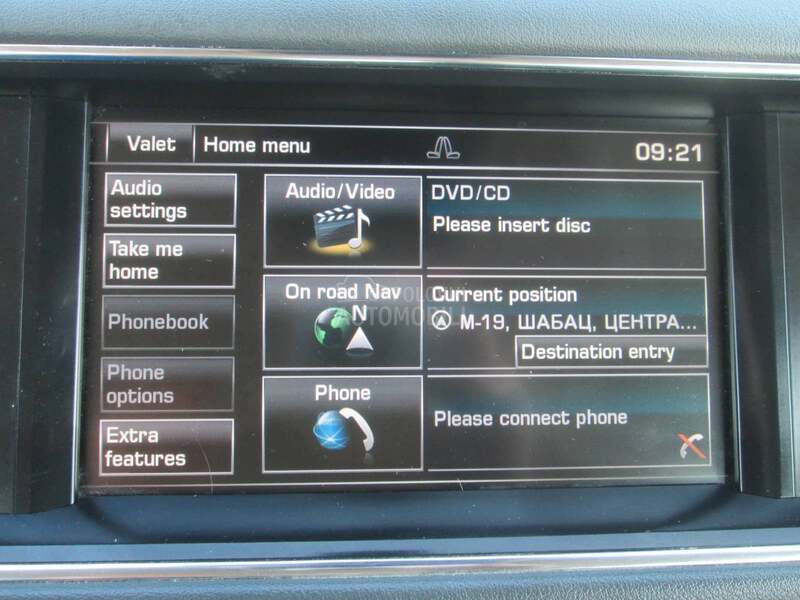 Valet
Home menu
09:21
Audio
settings
Take me
home
Phonebook
Phone
options
Extra
features
Audio/Video
On road Nav
N
Phone
DVD/CD
Please insert disc
Current position
М-19, ШАБАЦ, ЦЕНТРА...
Destination entry
Please connect phone